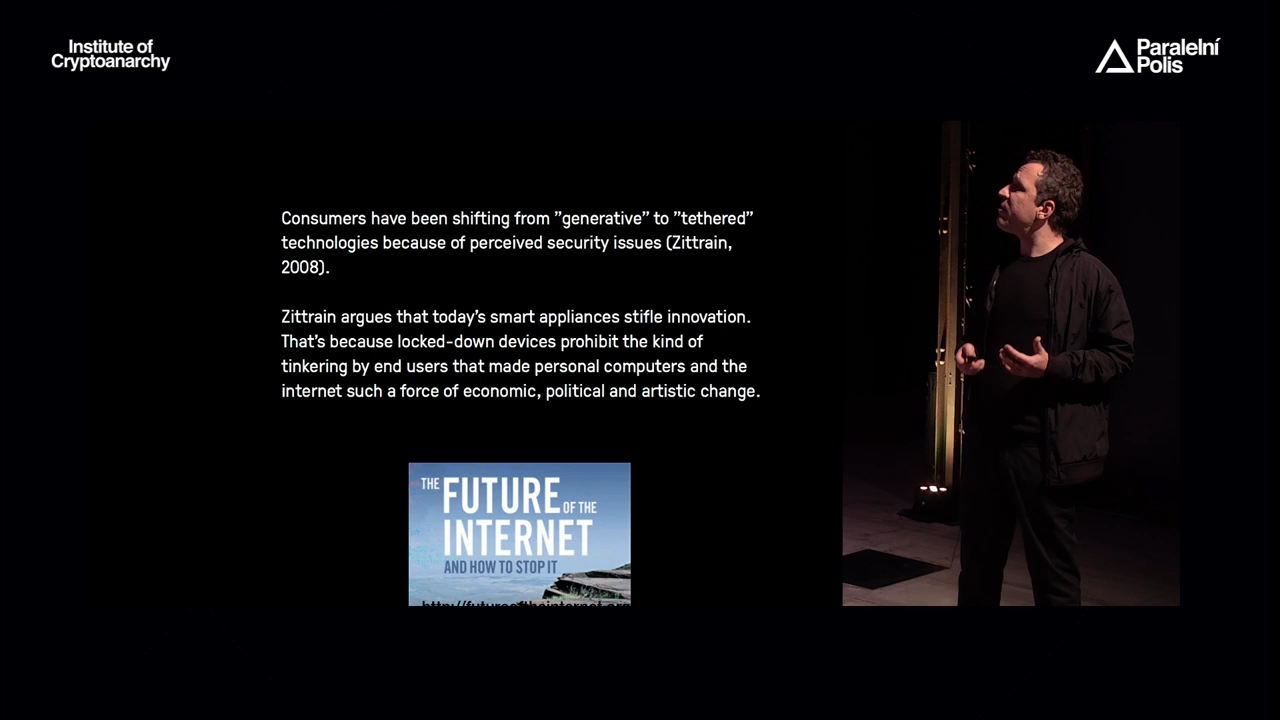 Institute of
Cryptoanarchy
Paralelní
Polis
Consumers have been shifting from ”generative” to ”tethered”
technologies because of perceived security issues (Zittrain,
2008).
Zittrain argues that today’s smart appliances stifle innovation.
That’s because locked-down devices prohibit the kind of
tinkering by end users that made personal computers and the
internet such a force of economic, political and artistic change.
THE FUTURE OF THE
INTERNET
AND HOW TO STOP IT